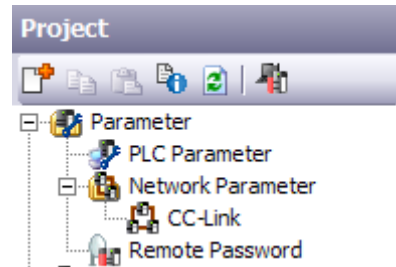 Project
Parameter
PLC Parameter
Network Parameter
CC-Link
Remote Password